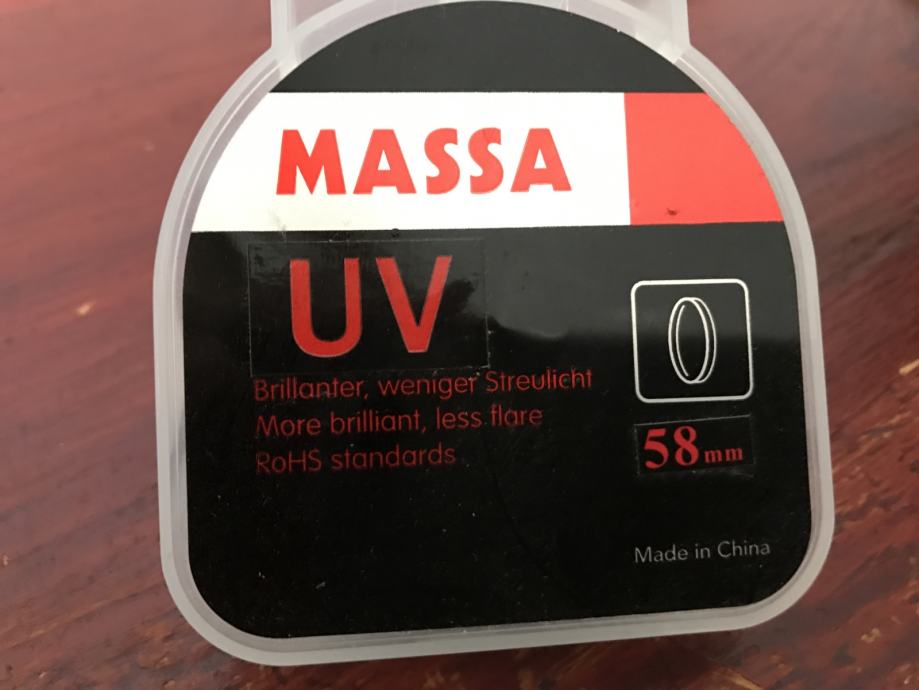 MASSA
UV
Brillanter, weniger Streulicht
More brilliant, less flare
RoHS standards
58mm
Made in China